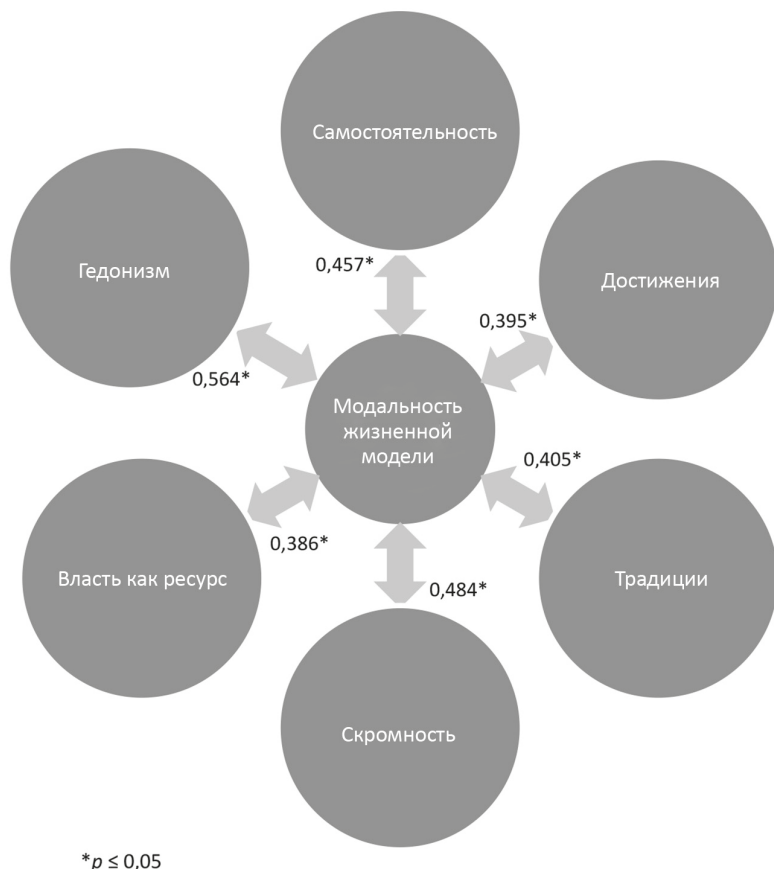 Самостоятельность
Гедонизм
0,457*
Достижения
0,395*
0,564*
Модальность
жизненной
модели
0,405*
0,386*
Власть как ресурс
0,484*
Традиции
Скромность
*p ≤ 0,05